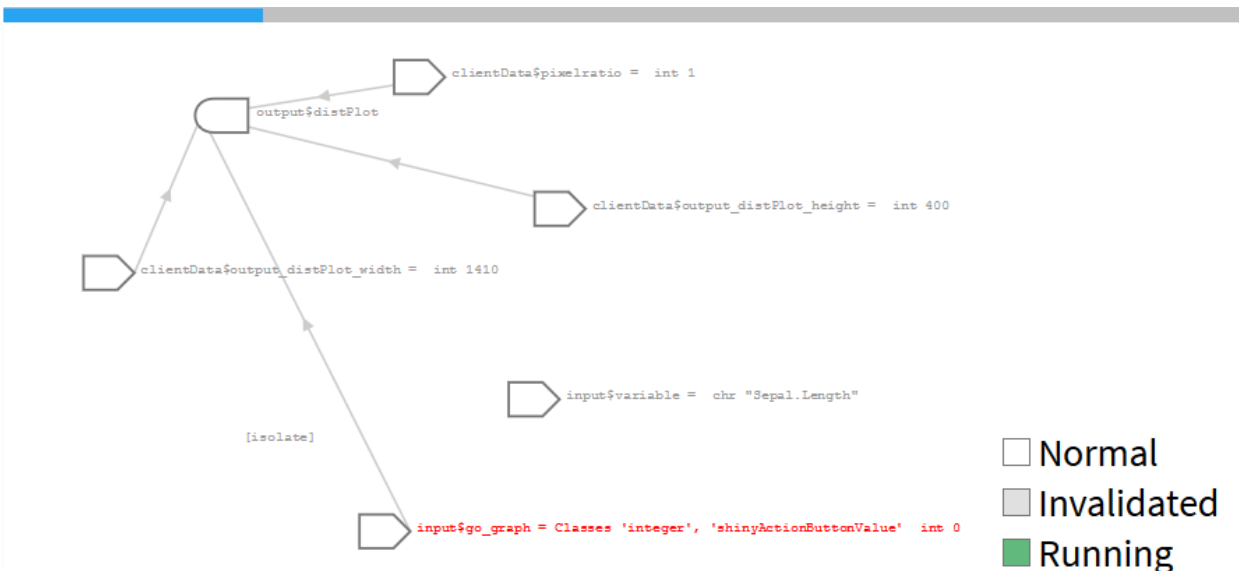 clientData$pixelratio =  int 1
output$distPlot
clientData$output_distPlot_height =  int 400
clientData$output_distPlot_width =  int 1410
input$variable =  chr "Sepal.Length"
[isolate]
input$go_graph = Classes 'integer', 'shinyActionButtonValue'  int 0
Normal
Invalidated
Running